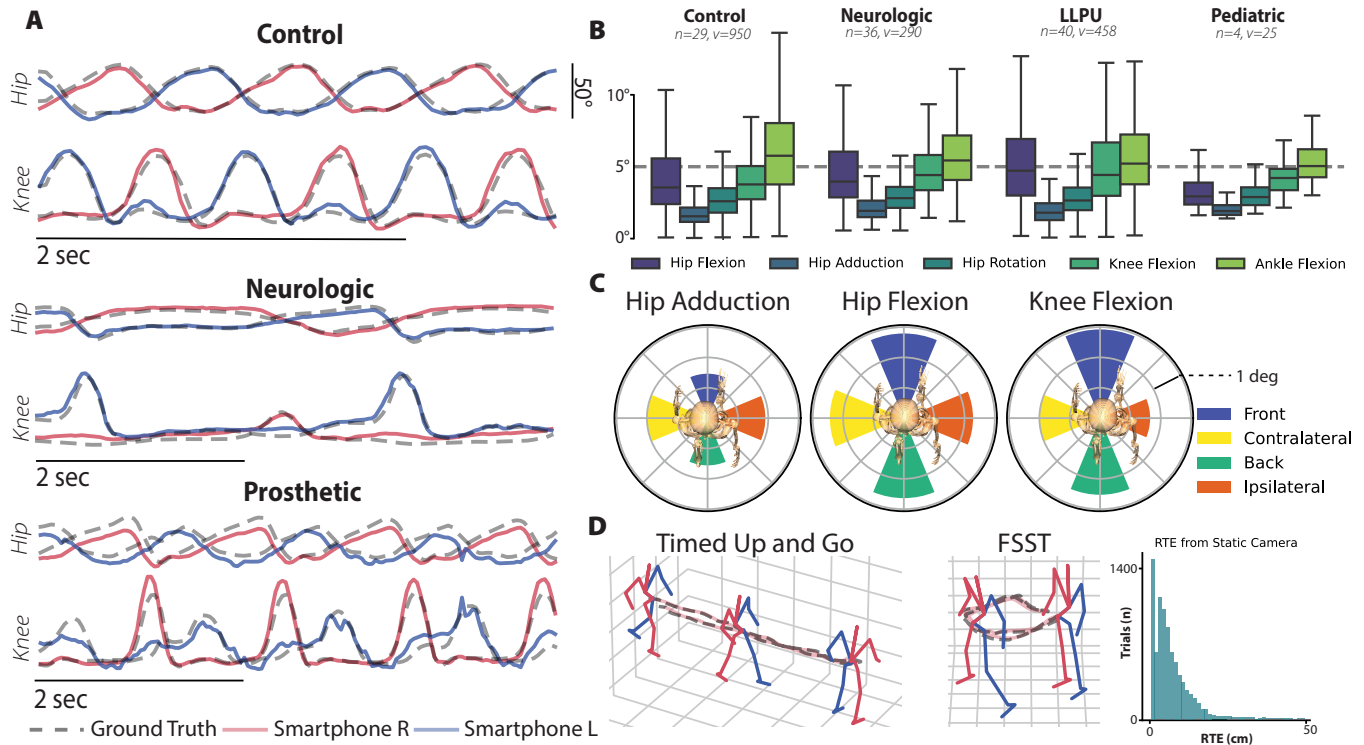 A
Control
Hip
50°
Knee
2 sec
Neurologic
Hip
Knee
2 sec
Prosthetic
Hip
Knee
2 sec
Ground Truth Smartphone R Smartphone L
B
Control Neurologic LLPU Pediatric
n=29, v=950 n=36, v=290 n=40, v=458 n=4, v=25
10°
5°
0°
Hip Flexion Hip Adduction Hip Rotation Knee Flexion Ankle Flexion
C
Hip Adduction Hip Flexion Knee Flexion
1 deg
Front
Contralateral
Back
Ipsilateral
D
Timed Up and Go FSST
RTE from Static Camera
1400
Trials (n)
0
0 50
RTE (cm)